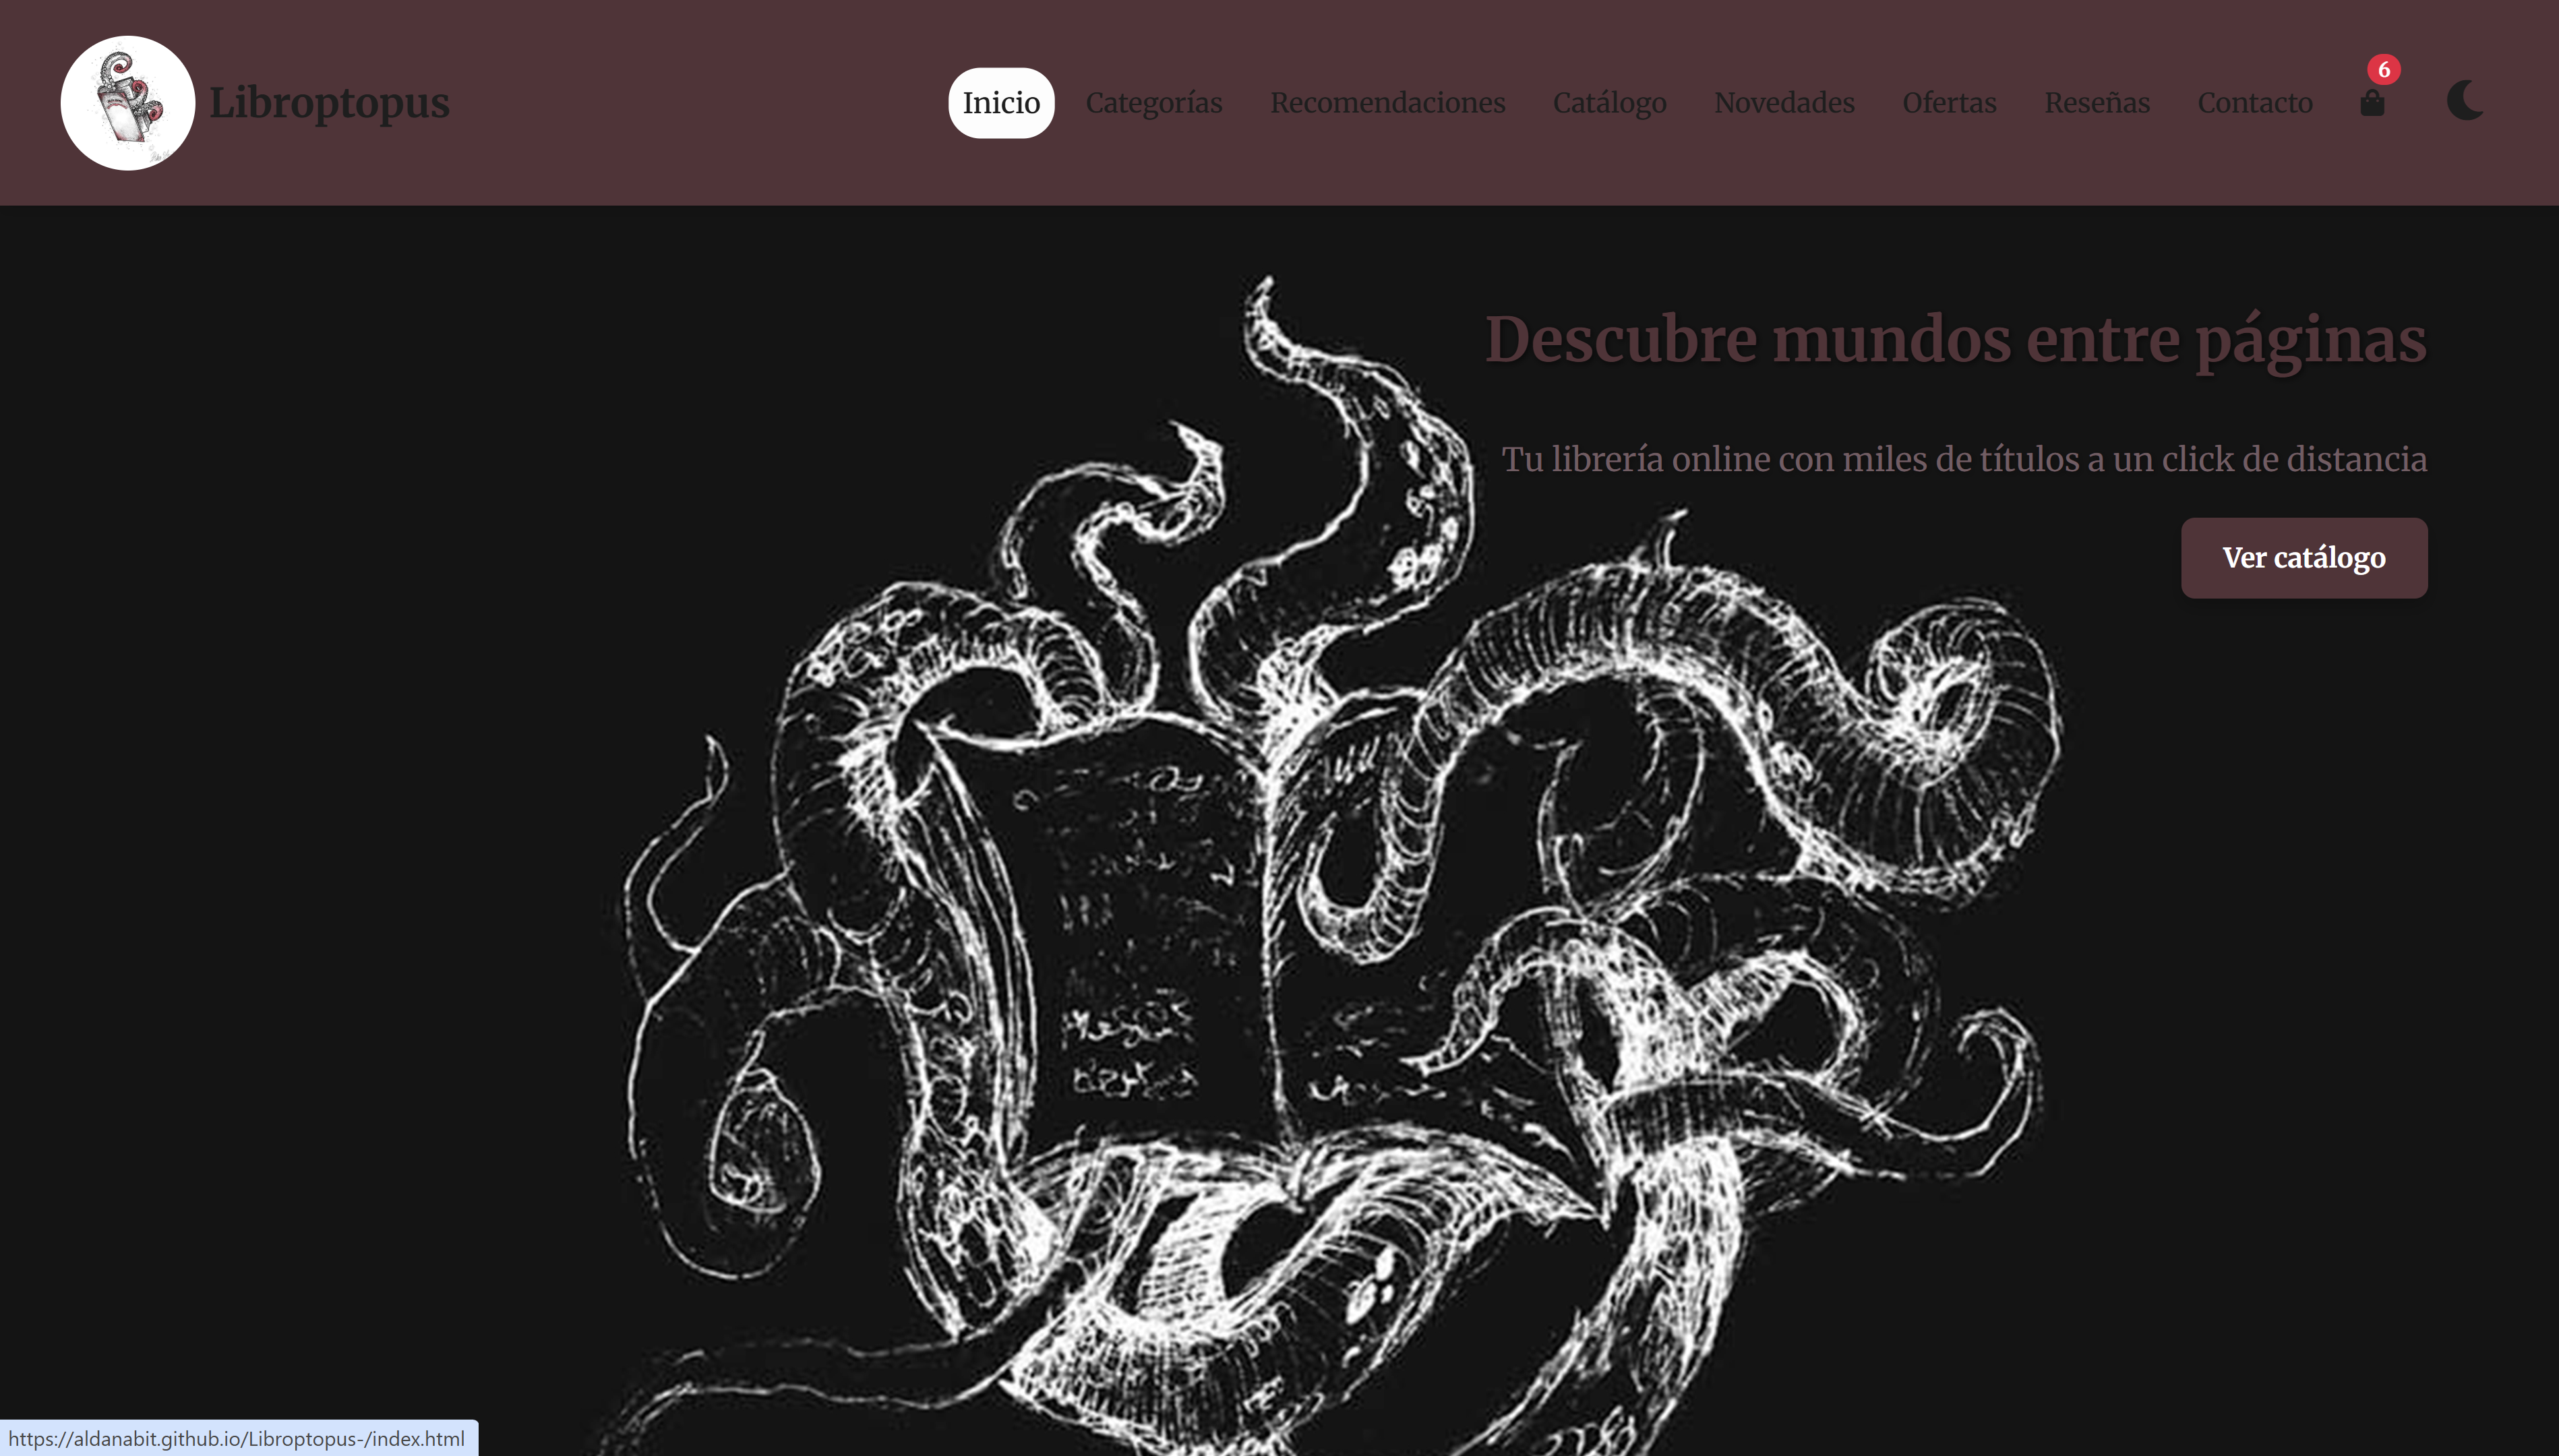 Libroptopus
Inicio Categorías Recomendaciones Catálogo Novedades Ofertas Reseñas Contacto 6
Descubre mundos entre páginas
Tu librería online con miles de títulos a un click de distancia
Ver catálogo
https://aldanabit.github.io/Libroptopus-/index.html